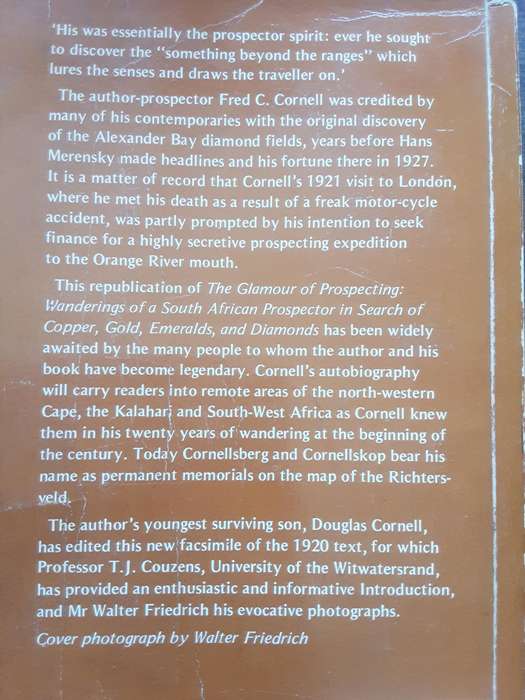 'His was essentially the prospector spirit: ever he sought
to discover the "something beyond the ranges" which
lures the senses and draws the traveller on.'
The author-prospector Fred C. Cornell was credited by
many of his contemporaries with the original discovery
of the Alexander Bay diamond fields, years before Hans
Merensky made headlines and his fortune there in 1927.
It is a matter of record that Cornell's 1921 visit to London,
where he met his death as a result of a freak motor-cycle
accident, was partly prompted by his intention to seek
finance for a highly secretive prospecting expedition
to the Orange River mouth.
This republication of The Glamour of Prospecting:
Wanderings of a South African Prospector in Search of
Copper, Gold, Emeralds, and Diamonds has been widely
awaited by the many people to whom the author and his
book have become legendary. Cornell's autobiography
will carry readers into remote areas of the north-western
Cape, the Kalahari and South-West Africa as Cornell knew
them in his twenty years of wandering at the beginning of
the century. Today Cornellsberg and Cornellskop bear his
name as permanent memorials on the map of the Richters-
veld.
The author's youngest surviving son, Douglas Cornell,
has edited this new facsimile of the 1920 text, for which
Professor T.J. Couzens, University of the Witwatersrand,
has provided an enthusiastic and informative Introduction,
and Mr Walter Friedrich his evocative photographs.
Cover photograph by Walter Friedrich